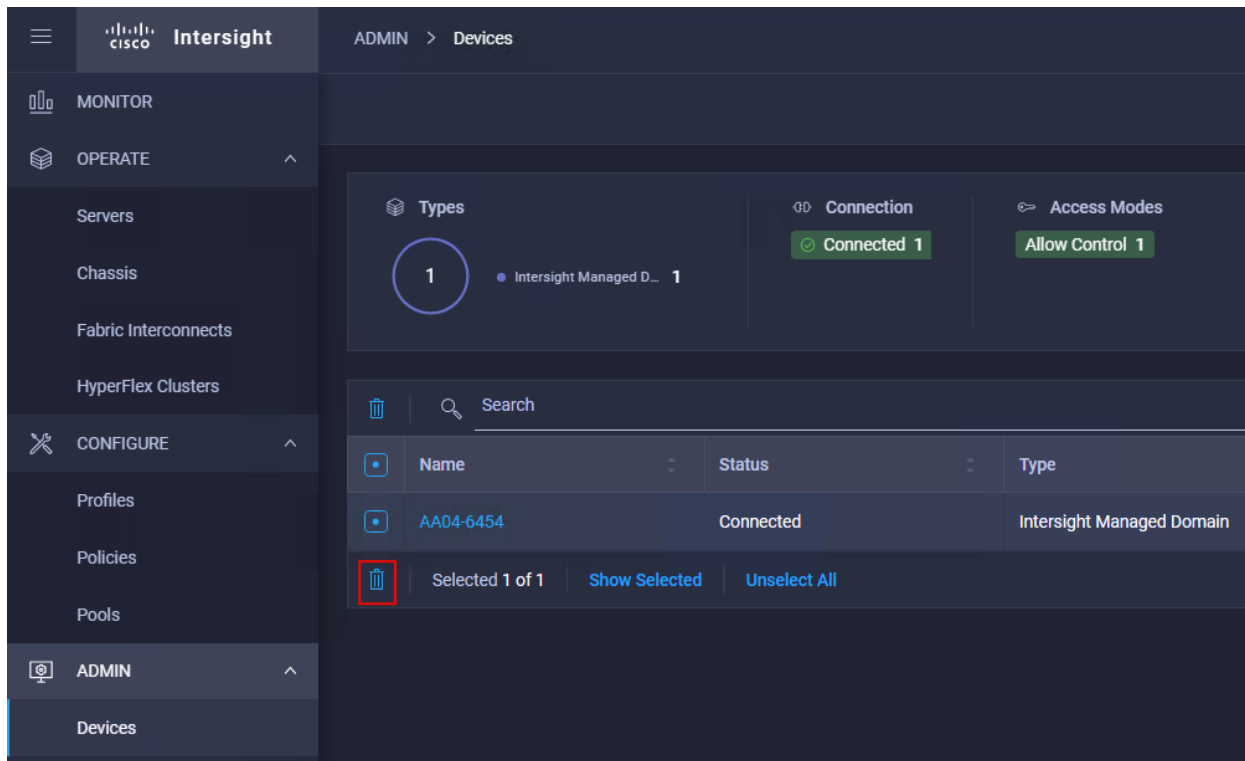 CISCO Intersight
ADMIN > Devices
MONITOR
OPERATE
Servers
Chassis
Fabric Interconnects
HyperFlex Clusters
CONFIGURE
Profiles
Policies
Pools
ADMIN
Devices
Types
1
Intersight Managed D... 1
Connection
Connected 1
Access Modes
Allow Control 1
Search
Name Status Type
AA04-6454 Connected Intersight Managed Domain
Selected 1 of 1 Show Selected Unselect All